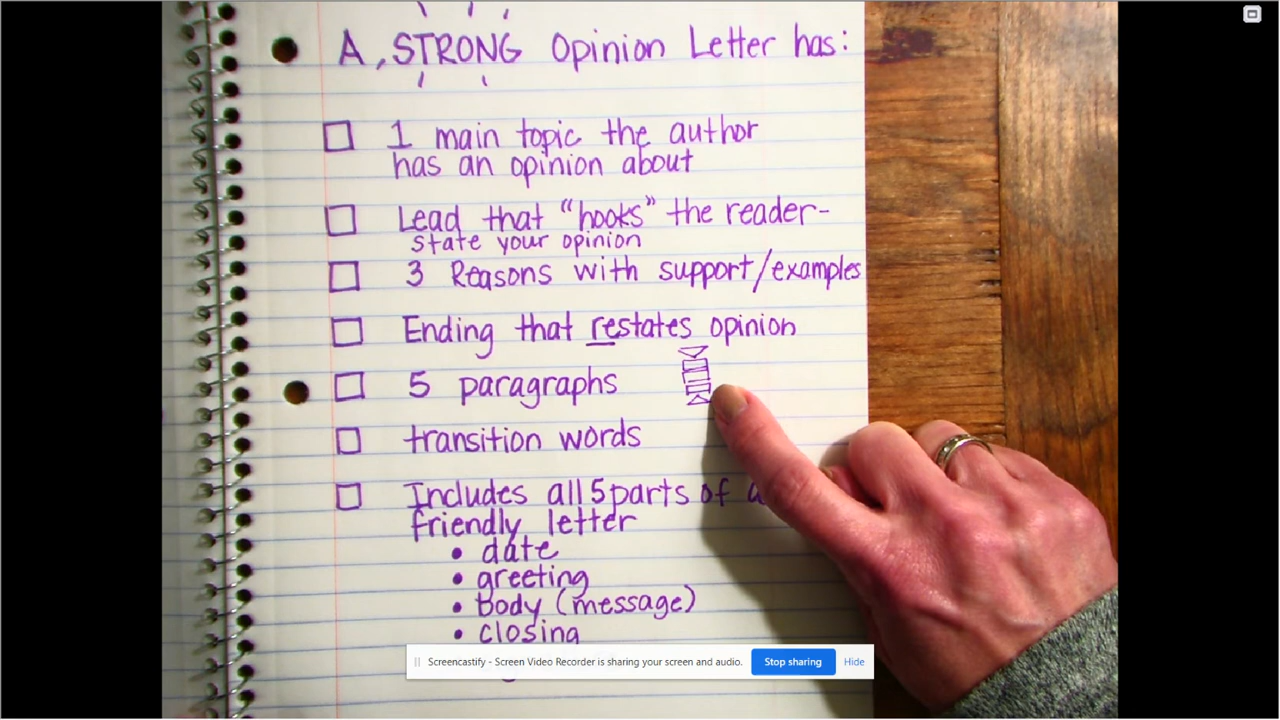 A STRONG Opinion Letter has:
1 main topic the author
has an opinion about
Lead that "hooks" the reader-
state your opinion
3 Reasons with support/examples
Ending that restates opinion
5 paragraphs
transition words
Includes all 5 parts of a
friendly letter
• date
• greeting
• body (message)
• closing
Screencastify - Screen Video Recorder is sharing your screen and audio. Stop sharing Hide